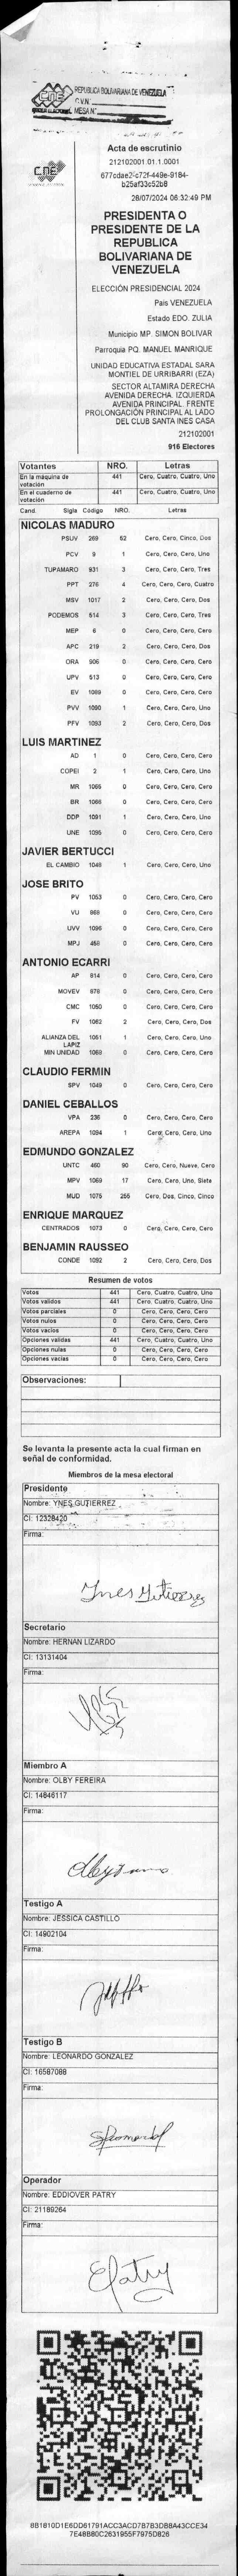 CNE
REPUBLICA BOLIVARIANA DE VENEZUELA
C.V.N°.
MESA N°.
CNE
Acta de escrutinio
212102001.01.1.0001
28/07/2024 06:32:49 PM
PRESIDENTA O
PRESIDENTE DE LA
REPUBLICA
BOLIVARIANA DE
VENEZUELA
ELECCIÓN PRESIDENCIAL 2024
País VENEZUELA
Estado EDO. ZULIA
Municipio MP. SIMON BOLIVAR
Parroquia PQ. MANUEL MANRIQUE
UNIDAD EDUCATIVA ESTADAL SARA
MONTIEL DE URRIBARRI (EZA)
SECTOR ALTAMIRA DERECHA
AVENIDA DERECHA. IZQUIERDA
AVENIDA PRINCIPAL. FRENTE
PROLONGACIÓN PRINCIPAL AL LADO
DEL CLUB SANTA INES CASA
212102001
916 Electores
Votantes NRO. Letras
En la máquina de votación 441 Cero, Cuatro, Cuatro, Uno
En el cuaderno de votación 441 Cero, Cuatro, Cuatro, Uno
Cand. Sigla Código NRO. Letras
NICOLAS MADURO
PSUV 269 52 Cero, Cero, Cinco, Dos
PCV 9 1 Cero, Cero, Cero, Uno
TUPAMARO 931 3 Cero, Cero, Cero, Tres
PPT 276 4 Cero, Cero, Cero, Cuatro
MSV 1017 2 Cero, Cero, Cero, Dos
PODEMOS 514 3 Cero, Cero, Cero, Tres
MEP 6 0 Cero, Cero, Cero, Cero
APC 219 2 Cero, Cero, Cero, Dos
ORA 906 0 Cero, Cero, Cero, Cero
UPV 513 0 Cero, Cero, Cero, Cero
EV 1089 0 Cero, Cero, Cero, Cero
PVV 1090 1 Cero, Cero, Cero, Uno
PFV 1093 2 Cero, Cero, Cero, Dos
LUIS MARTINEZ
AD 1 0 Cero, Cero, Cero, Cero
COPEI 2 1 Cero, Cero, Cero, Uno
MR 1065 0 Cero, Cero, Cero, Cero
BR 1066 0 Cero, Cero, Cero, Cero
DDP 1091 1 Cero, Cero, Cero, Uno
UNE 1095 0 Cero, Cero, Cero, Cero
JAVIER BERTUCCI
EL CAMBIO 1048 1 Cero, Cero, Cero, Uno
JOSE BRITO
PV 1053 0 Cero, Cero, Cero, Cero
VU 868 0 Cero, Cero, Cero, Cero
UVV 1096 0 Cero, Cero, Cero, Cero
MPJ 458 0 Cero, Cero, Cero, Cero
ANTONIO ECARRI
AP 814 0 Cero, Cero, Cero, Cero
MOVEV 878 0 Cero, Cero, Cero, Cero
CMC 1050 0 Cero, Cero, Cero, Cero
FV 1062 2 Cero, Cero, Cero, Dos
ALIANZA DEL LAPIZ 1051 1 Cero, Cero, Cero, Uno
MIN UNIDAD 1068 0 Cero, Cero, Cero, Cero
CLAUDIO FERMIN
SPV 1049 0 Cero, Cero, Cero, Cero
DANIEL CEBALLOS
VPA 236 0 Cero, Cero, Cero, Cero
AREPA 1094 1 Cero, Cero, Cero, Uno
EDMUNDO GONZALEZ
UNTC 460 90 Cero, Cero, Nueve, Cero
MPV 1069 17 Cero, Cero, Uno, Siete
MUD 1075 255 Cero, Dos, Cinco, Cinco
ENRIQUE MARQUEZ
CENTRADOS 1073 0 Cero, Cero, Cero, Cero
BENJAMIN RAUSSEO
CONDE 1092 2 Cero, Cero, Cero, Dos
Resumen de votos
Votos 441 Cero, Cuatro, Cuatro, Uno
Votos validos 441 Cero, Cuatro, Cuatro, Uno
Votos parciales 0 Cero, Cero, Cero, Cero
Votos nulos 0 Cero, Cero, Cero, Cero
Votos vacios 0 Cero, Cero, Cero, Cero
Opciones validas 441 Cero, Cuatro, Cuatro, Uno
Opciones nulas 0 Cero, Cero, Cero, Cero
Opciones vacias 0 Cero, Cero, Cero, Cero
Observaciones:
Se levanta la presente acta la cual firman en
señal de conformidad.
Miembros de la mesa electoral
Presidente
Nombre: YNES GUTIERREZ
CI: 12328420
Firma:
Ynes Gutierrez
Secretario
Nombre: HERNAN LIZARDO
CI: 13131404
Firma:
Miembro A
Nombre: OLBY FEREIRA
CI: 14846117
Firma:
Testigo A
Nombre: JESSICA CASTILLO
CI: 14902104
Firma:
Testigo B
Nombre: LEONARDO GONZALEZ
CI: 16587088
Firma:
Operador
Nombre: EDDIOVER PATRY
CI: 21189264
Firma:
EPatry